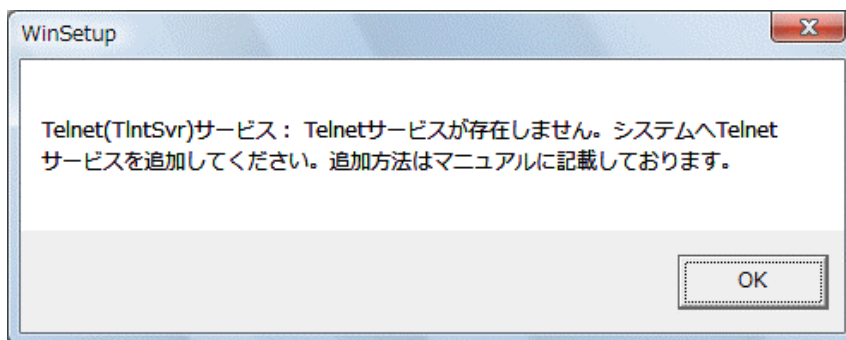 WinSetup
Telnet(TlntSvr)サービス： Telnetサービスが存在しません。システムへTelnet
サービスを追加してください。追加方法はマニュアルに記載しております。
OK